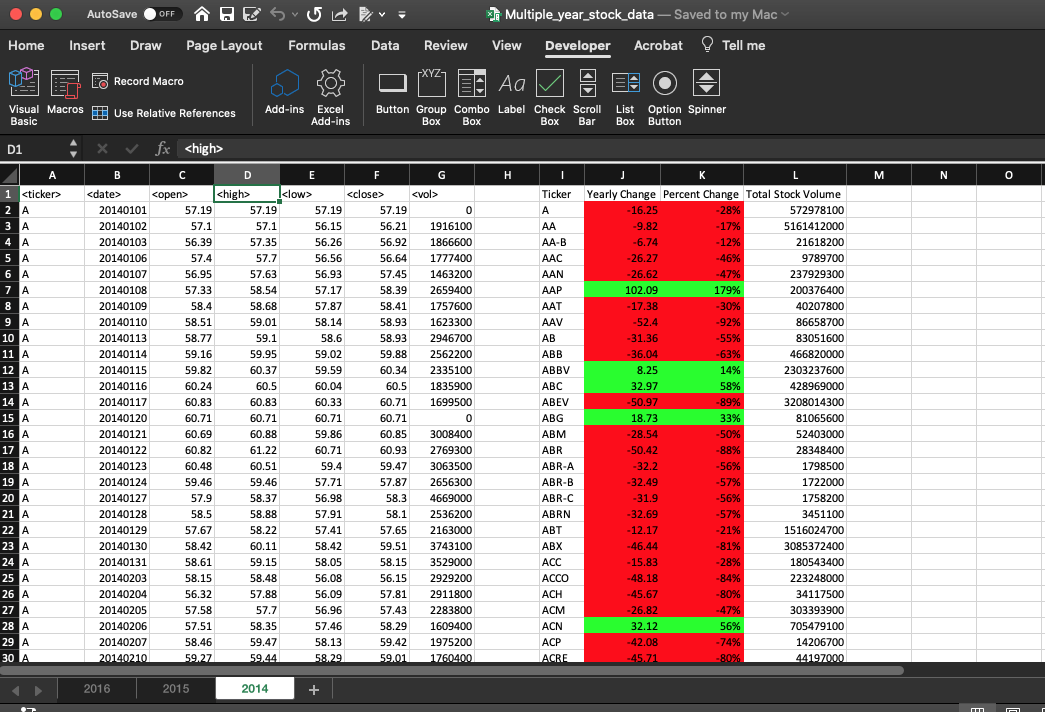 AutoSave OFF Multiple_year_stock_data — Saved to my Mac
Home Insert Draw Page Layout Formulas Data Review View Developer Acrobat Tell me
Visual Basic Macros Record Macro Use Relative References Add-ins Excel Add-ins Button Group Box Combo Box Label Check Box Scroll Bar List Box Option Button Spinner
XYZ Aa
D1 fx <high>
A B C D E F G H I J K L M N O
1 <ticker> <date> <open> <high> <low> <close> <vol> Ticker Yearly Change Percent Change Total Stock Volume
2 A 20140101 57.19 57.19 57.19 57.19 0 A -16.25 -28% 572978100
3 A 20140102 57.1 57.1 56.15 56.21 1916100 AA -9.82 -17% 5161412000
4 A 20140103 56.39 57.35 56.26 56.92 1866600 AA-B -6.74 -12% 21618200
5 A 20140106 57.4 57.7 56.56 56.64 1777400 AAC -26.27 -46% 9789700
6 A 20140107 56.95 57.63 56.93 57.45 1463200 AAN -26.62 -47% 237929300
7 A 20140108 57.33 58.54 57.17 58.39 2659400 AAP 102.09 179% 200376400
8 A 20140109 58.4 58.68 57.87 58.41 1757600 AAT -17.38 -30% 40207800
9 A 20140110 58.51 59.01 58.14 58.93 1623300 AAV -52.4 -92% 86658700
10 A 20140113 58.77 59.1 58.6 58.93 2946700 AB -31.36 -55% 83051600
11 A 20140114 59.16 59.95 59.02 59.88 2562200 ABB -36.04 -63% 466820000
12 A 20140115 59.82 60.37 59.59 60.34 2335100 ABBV 8.25 14% 2303237600
13 A 20140116 60.24 60.5 60.04 60.5 1835900 ABC 32.97 58% 428969000
14 A 20140117 60.83 60.83 60.33 60.71 1699500 ABEV -50.97 -89% 3208014300
15 A 20140120 60.71 60.71 60.71 60.71 0 ABG 18.73 33% 81065600
16 A 20140121 60.69 60.88 59.86 60.85 3008400 ABM -28.54 -50% 52403000
17 A 20140122 60.82 61.22 60.71 60.93 2769300 ABR -50.42 -88% 28348400
18 A 20140123 60.48 60.51 59.4 59.47 3063500 ABR-A -32.2 -56% 1798500
19 A 20140124 59.46 59.46 57.71 57.87 2656300 ABR-B -32.49 -57% 1722000
20 A 20140127 57.9 58.37 56.98 58.3 4669000 ABR-C -31.9 -56% 1758200
21 A 20140128 58.5 58.88 57.91 58.1 2536200 ABRN -32.69 -57% 3451100
22 A 20140129 57.67 58.22 57.41 57.65 2163000 ABT -12.17 -21% 1516024700
23 A 20140130 58.42 60.11 58.42 59.51 3743100 ABX -46.44 -81% 3085372400
24 A 20140131 58.61 59.15 58.05 58.15 3529000 ACC -15.83 -28% 180543400
25 A 20140203 58.15 58.48 56.08 56.15 2929200 ACCO -48.18 -84% 223248000
26 A 20140204 56.32 57.88 56.09 57.81 2911800 ACH -45.67 -80% 34117500
27 A 20140205 57.58 57.7 56.96 57.43 2283800 ACM -26.82 -47% 303393900
28 A 20140206 57.51 58.35 57.46 58.29 1609400 ACN 32.12 56% 705479100
29 A 20140207 58.46 59.47 58.13 59.42 1975200 ACP -42.08 -74% 14206700
30 A 20140210 59.27 59.44 58.29 59.01 1760400 ACRE -45.71 -80% 44197000
2016 2015 2014 +